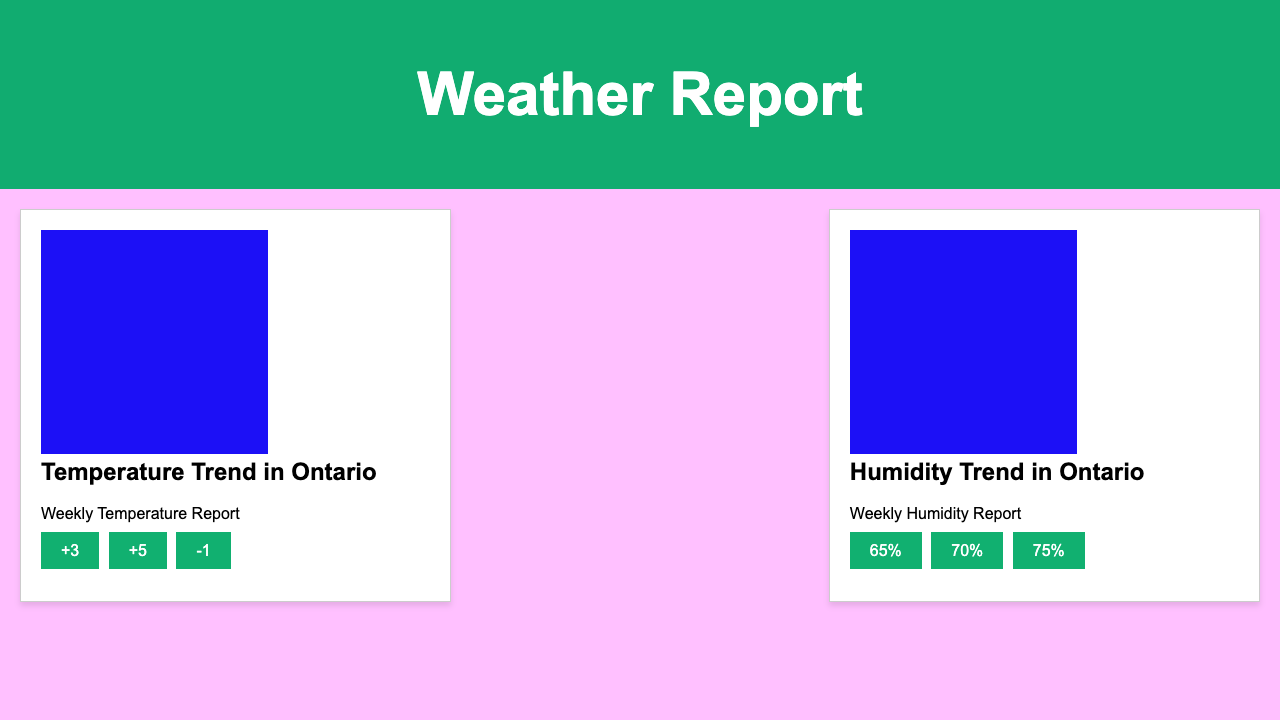 Weather Report
Temperature Trend in Ontario
Weekly Temperature Report
+3 +5 -1
Humidity Trend in Ontario
Weekly Humidity Report
65% 70% 75%